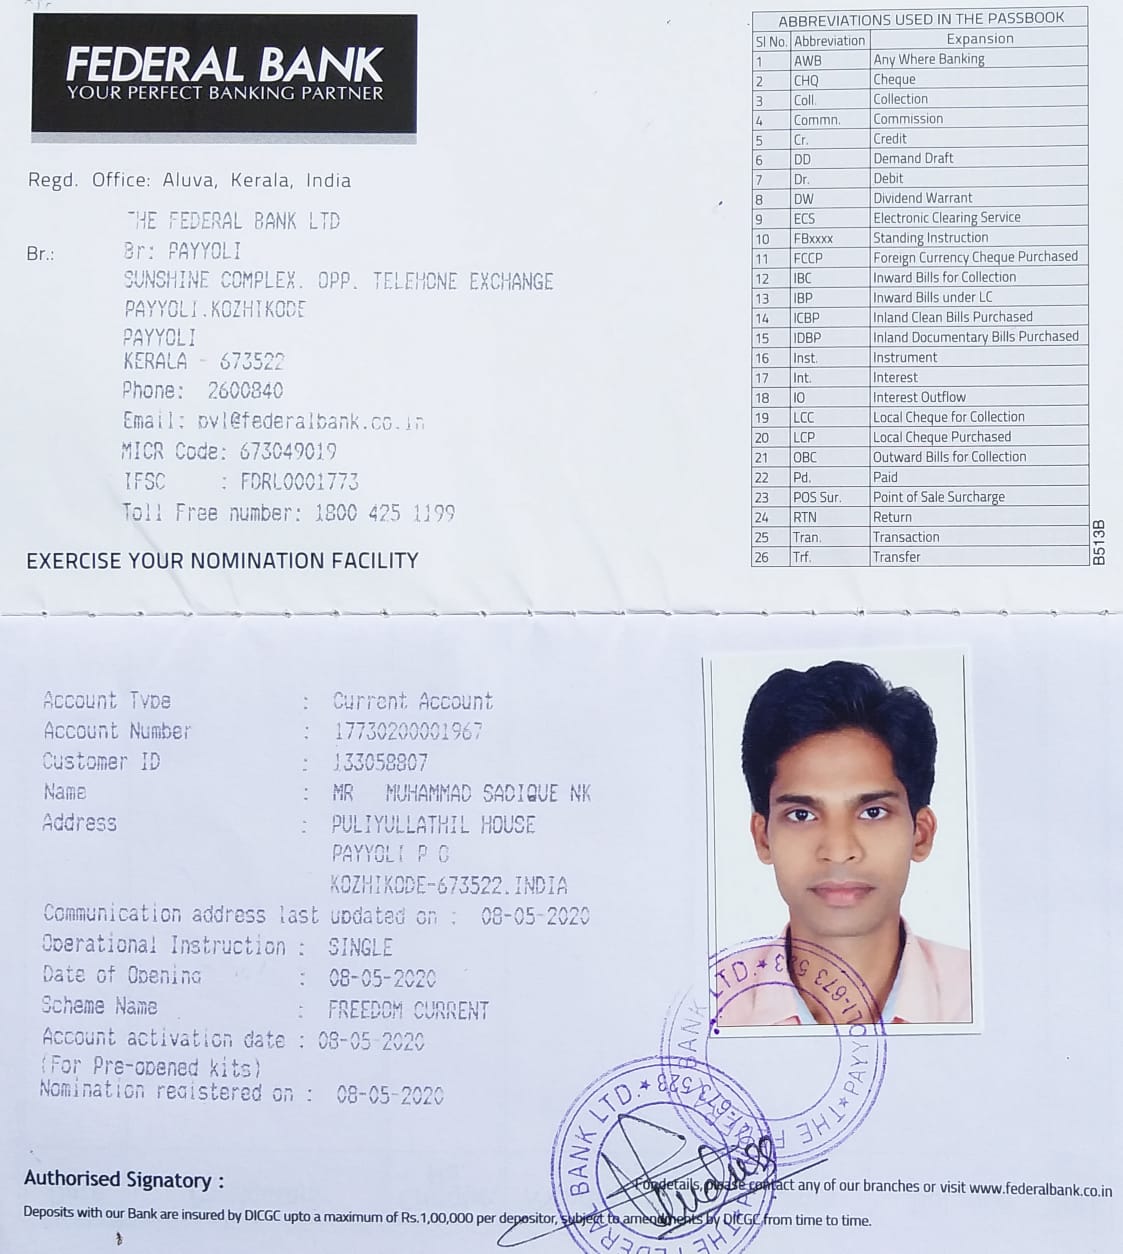 FEDERAL BANK
YOUR PERFECT BANKING PARTNER
Regd. Office: Aluva, Kerala, India
THE FEDERAL BANK LTD
Br.: Br: PAYYOLI
SUNSHINE COMPLEX. OPP. TELEHONE EXCHANGE
PAYYOLI.KOZHIKODE
PAYYOLI
KERALA - 673522
Phone: 2600840
Email: pvl@federalbank.co.in
MICR Code: 673049019
IFSC : FDRL0001773
Toll Free number: 1800 425 1199
EXERCISE YOUR NOMINATION FACILITY
ABBREVIATIONS USED IN THE PASSBOOK
Sl No. Abbreviation Expansion
1 AWB Any Where Banking
2 CHQ Cheque
3 Coll. Collection
4 Commn. Commission
5 Cr. Credit
6 DD Demand Draft
7 Dr. Debit
8 DW Dividend Warrant
9 ECS Electronic Clearing Service
10 FBxxxx Standing Instruction
11 FCCP Foreign Currency Cheque Purchased
12 IBC Inward Bills for Collection
13 IBP Inward Bills under LC
14 ICBP Inland Clean Bills Purchased
15 IDBP Inland Documentary Bills Purchased
16 Inst. Instrument
17 Int. Interest
18 IO Interest Outflow
19 LCC Local Cheque for Collection
20 LCP Local Cheque Purchased
21 OBC Outward Bills for Collection
22 Pd. Paid
23 POS Sur. Point of Sale Surcharge
24 RTN Return
25 Tran. Transaction
26 Trf. Transfer
B513B
Account Type : Current Account
Account Number : 17730200001967
Customer ID : 133058807
Name : MR MUHAMMAD SADIQUE NK
Address : PULIYULLATHIL HOUSE
PAYYOLI P O
KOZHIKODE-673522.INDIA
Communication address last updated on : 08-05-2020
Operational Instruction : SINGLE
Date of Opening : 08-05-2020
Scheme Name : FREEDOM CURRENT
Account activation date : 08-05-2020
(For Pre-opened kits)
Nomination registered on : 08-05-2020
BANK LTD.★ 673 523
PAYYOLI ★ THE F
THE FEDERAL BANK LTD.★ 673 523
Authorised Signatory :
For details, please contact any of our branches or visit www.federalbank.co.in
Deposits with our Bank are insured by DICGC upto a maximum of Rs.1,00,000 per depositor, subject to amendments by DICGC from time to time.